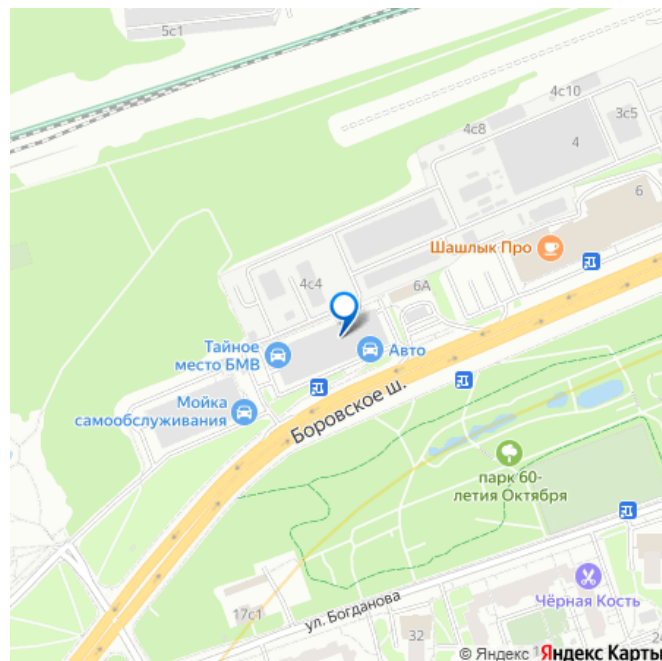 5с1
4с10
4с8
3с5
4
6
Шашлык Про
4с4
6А
Тайное
место БМВ
Авто
Мойка
самообслуживания
Боровское ш.
парк 60-
летия Октября
Чёрная Кость
17с1
ул. Богданова
32
© Яндекс
Яндекс Карты